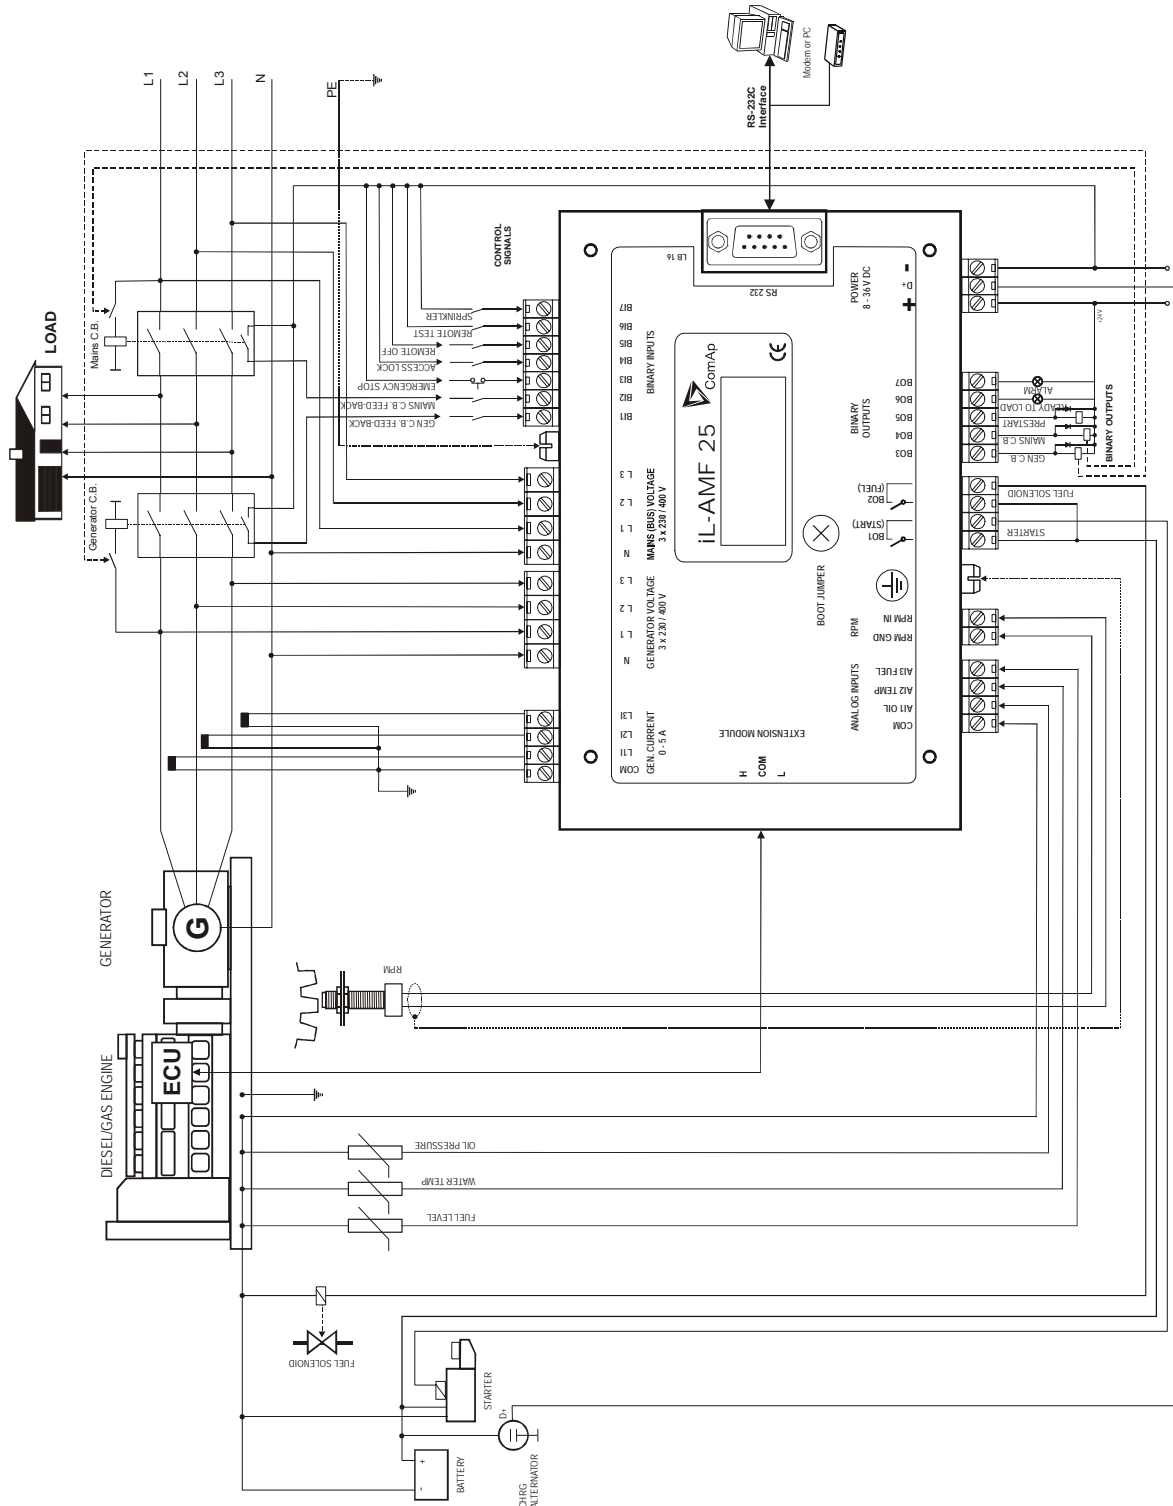 Modem or PC
RS-232C
Interface
L1
L2
L3
N
PE
Mains C.B.
LOAD
Generator C.B.
CONTROL
SIGNALS
SPRINKLER
REMOTE TEST
REMOTE OFF
ACCESS LOCK
EMERGENCY STOP
MAINS C.B. FEED-BACK
GEN C.B. FEED-BACK
BI7
BI6
BI5
BI4
BI3
BI2
BI1
BINARY INPUTS
LB 16
RS 232
POWER
8 - 36 V DC
-
D+
+
+24V
iL-AMF 25
ComAp
CE
L 3
L 2
L 1
N
MAINS (BUS) VOLTAGE
3 x 230 / 400 V
L 3
L 2
L 1
N
GENERATOR VOLTAGE
3 x 230 / 400 V
L3I
L2I
L1I
COM
GEN. CURRENT
0 - 5 A
BO7
BO6
BO5
BO4
BO3
BINARY
OUTPUTS
BO2
(FUEL)
BO1
(START)
BOOT JUMPER
RPM IN
RPM GND
RPM
AI3 FUEL
AI2 TEMP
AI1 OIL
COM
ANALOG INPUTS
EXTENSION MODULE
H
COM
L
ALARM
READY TO LOAD
PRESTART
MAINS C.B.
GEN C.B.
BINARY OUTPUTS
FUEL SOLENOID
STARTER
GENERATOR
G
DIESEL/GAS ENGINE
ECU
RPM
OIL PRESSURE
WATER TEMP
FUEL LEVEL
FUEL SOLENOID
STARTER
D+
BATTERY
+
-
CHRG
ALTERNATOR